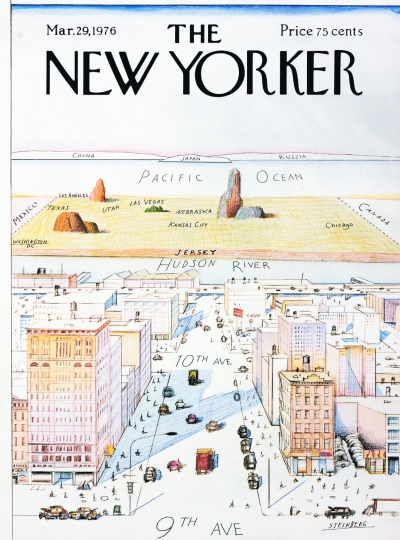 Mar.29,1976
THE
Price 75 cents
NEW YORKER
CHINA
JAPAN
RUSSIA
PACIFIC OCEAN
LOS ANGELES
MEXICO
TEXAS
UTAH
LAS VEGAS
NEBRASKA
CANADA
KANSAS CITY
Chicago
WASHINGTON
DC
JERSEY
HUDSON RIVER
10TH AVE
9TH AVE
STEINBERG